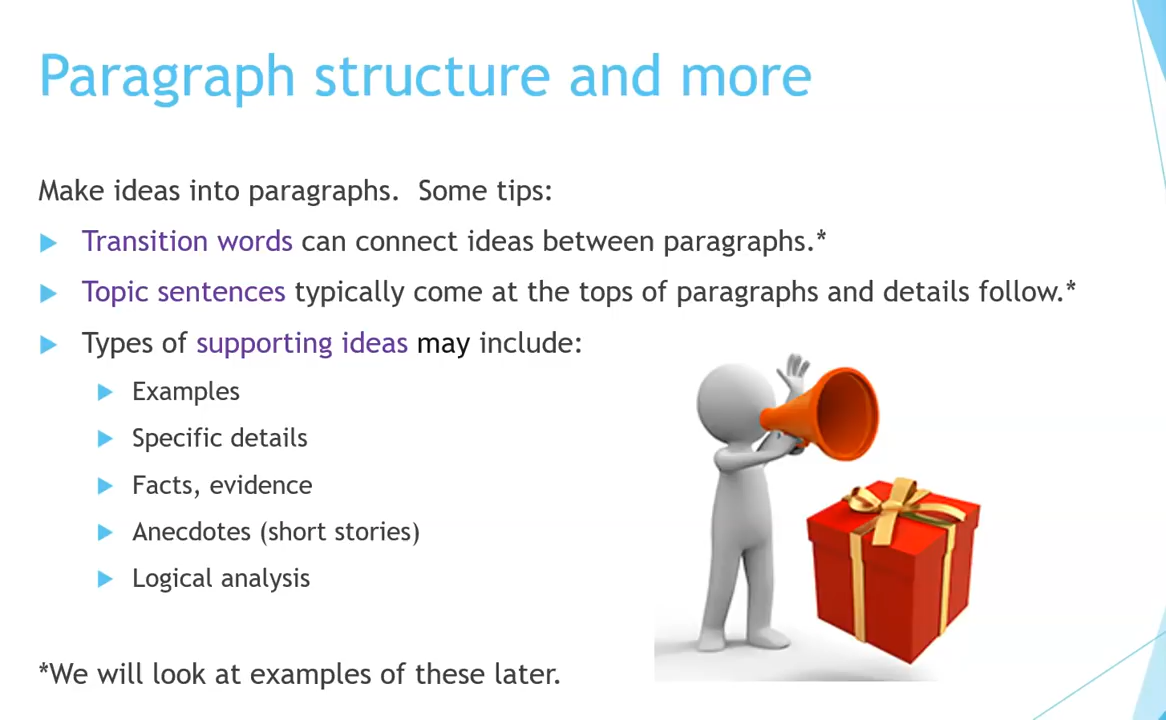 Paragraph structure and more
Make ideas into paragraphs.  Some tips:
Transition words can connect ideas between paragraphs.*
Topic sentences typically come at the tops of paragraphs and details follow.*
Types of supporting ideas may include:
Examples
Specific details
Facts, evidence
Anecdotes (short stories)
Logical analysis
*We will look at examples of these later.